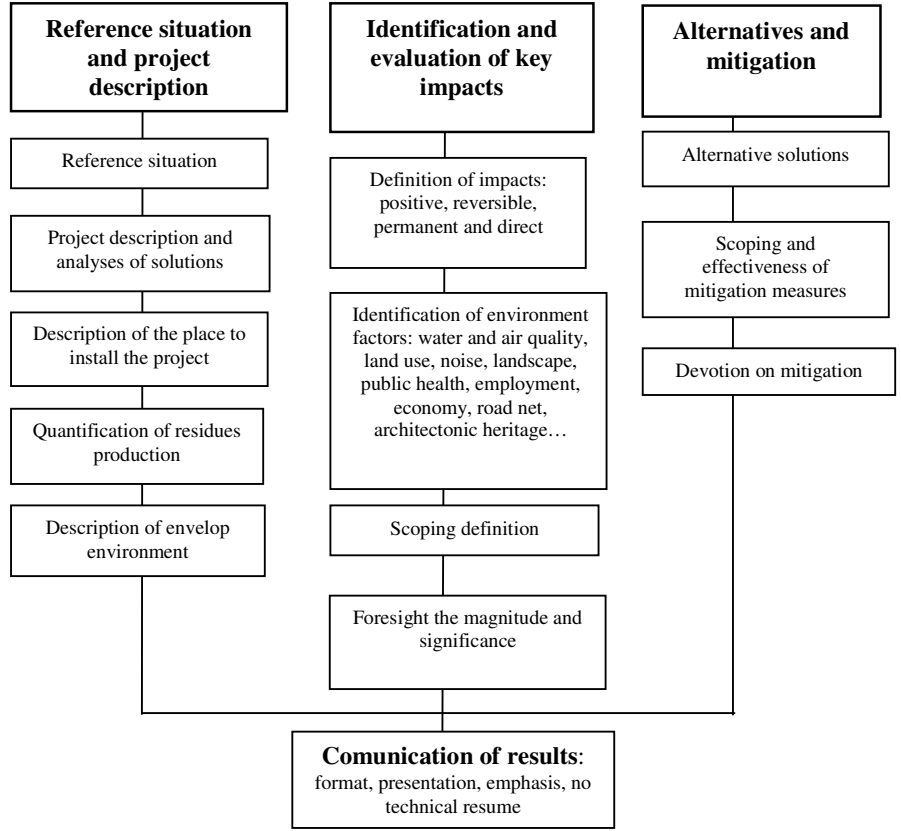 Reference situation
and project
description
Reference situation
Project description and
analyses of solutions
Description of the place to
install the project
Quantification of residues
production
Description of envelop
environment
Identification and
evaluation of key
impacts
Definition of impacts:
positive, reversible,
permanent and direct
Identification of environment
factors: water and air quality,
land use, noise, landscape,
public health, employment,
economy, road net,
architectonic heritage…
Scoping definition
Foresight the magnitude and
significance
Alternatives and
mitigation
Alternative solutions
Scoping and
effectiveness of
mitigation measures
Devotion on mitigation
Comunication of results:
format, presentation, emphasis, no
technical resume